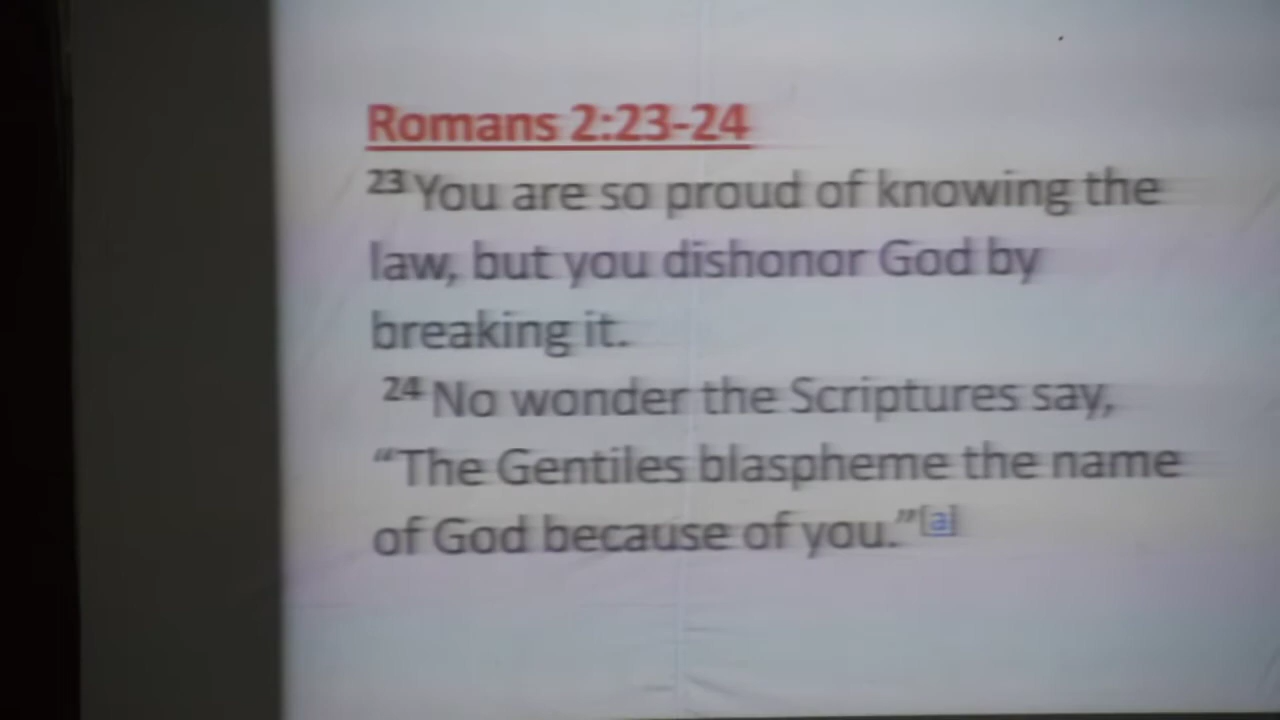 Romans 2:23-24
23 You are so proud of knowing the
law, but you dishonor God by
breaking it.
24 No wonder the Scriptures say,
“The Gentiles blaspheme the name
of God because of you.”[a]